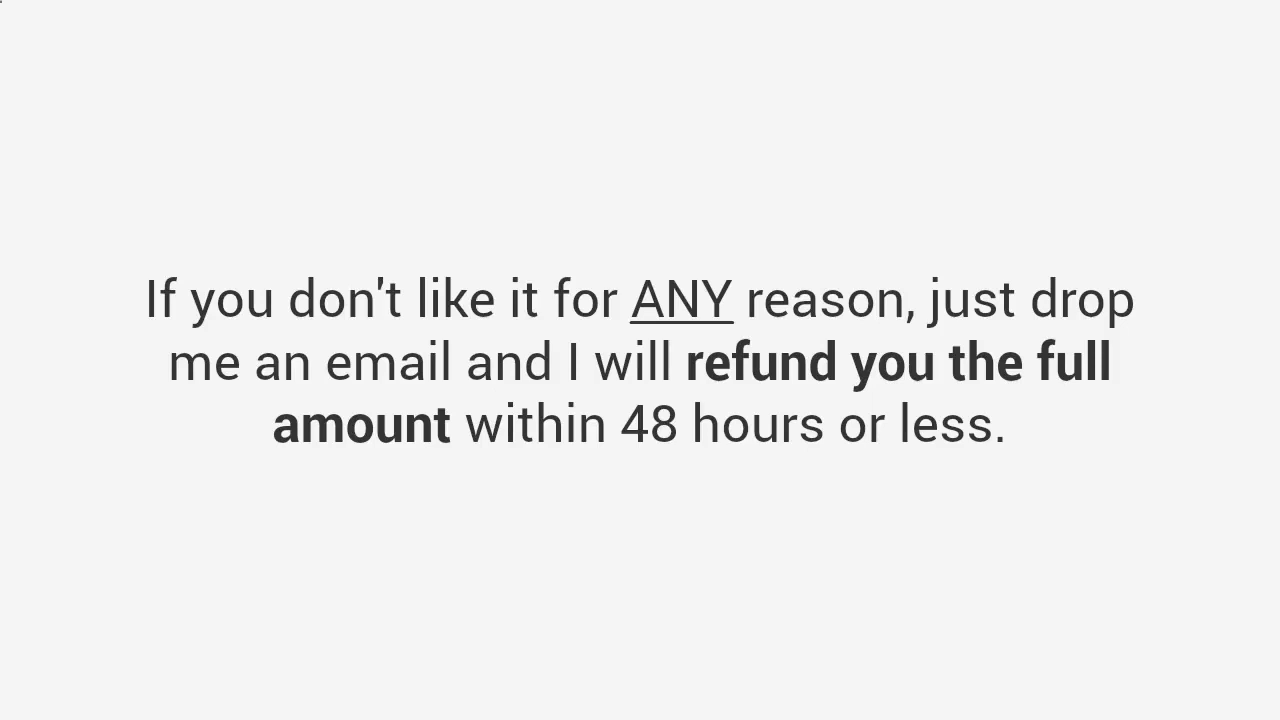 If you don't like it for ANY reason, just drop
me an email and I will refund you the full
amount within 48 hours or less.